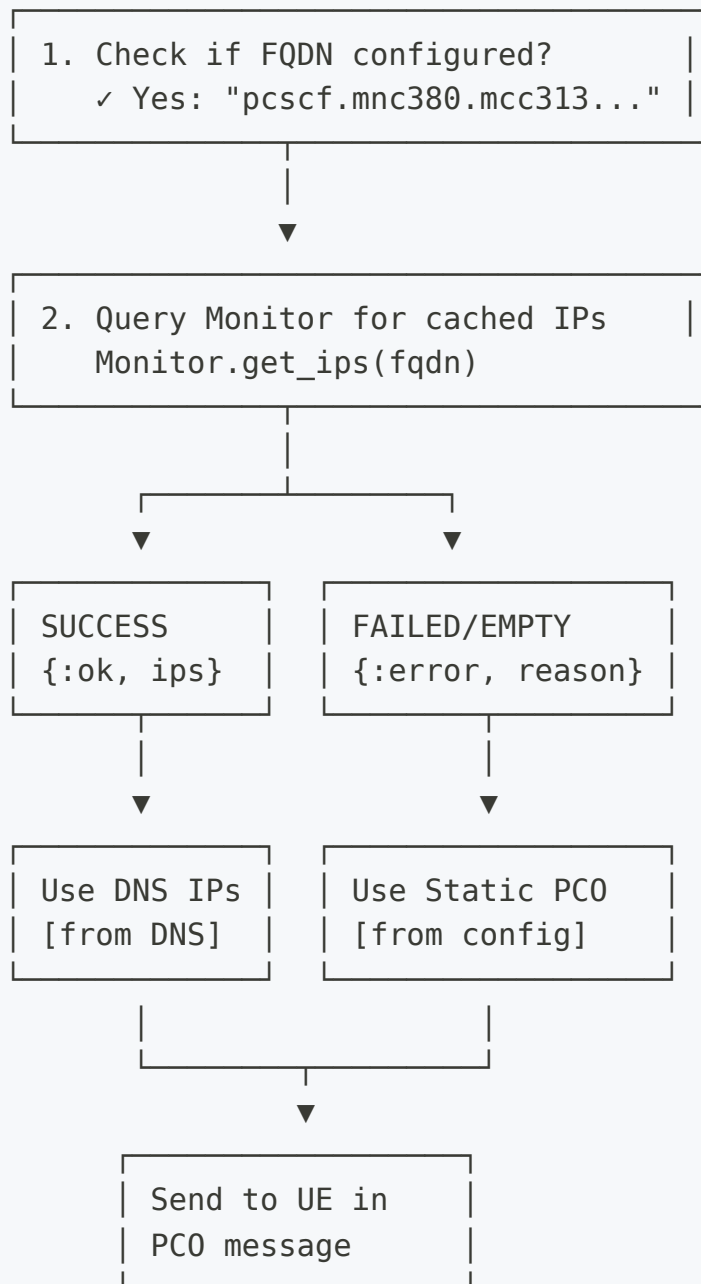 1. Check if FQDN configured?
✓ Yes: "pcscf.mnc380.mcc313..."
2. Query Monitor for cached IPs
Monitor.get_ips(fqdn)
SUCCESS
{:ok, ips}
FAILED/EMPTY
{:error, reason}
Use DNS IPs
[from DNS]
Use Static PCO
[from config]
Send to UE in
PCO message